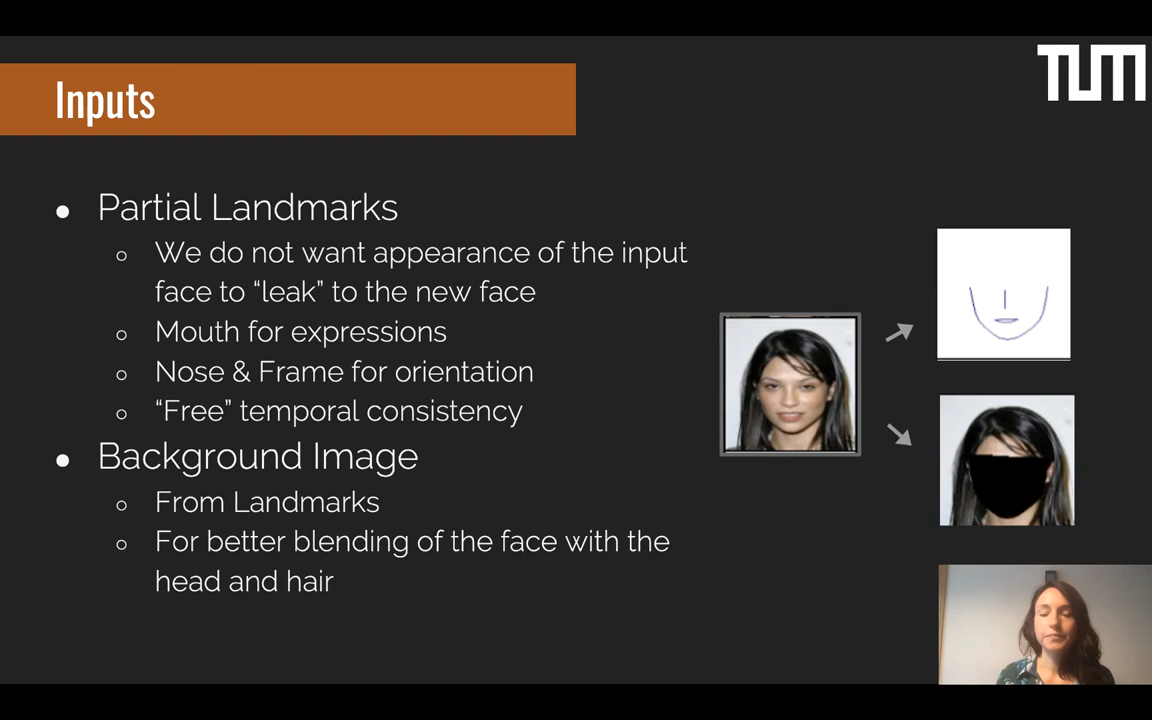 TUM
Inputs
● Partial Landmarks
○ We do not want appearance of the input
face to “leak” to the new face
○ Mouth for expressions
○ Nose & Frame for orientation
○ “Free” temporal consistency
● Background Image
○ From Landmarks
○ For better blending of the face with the
head and hair